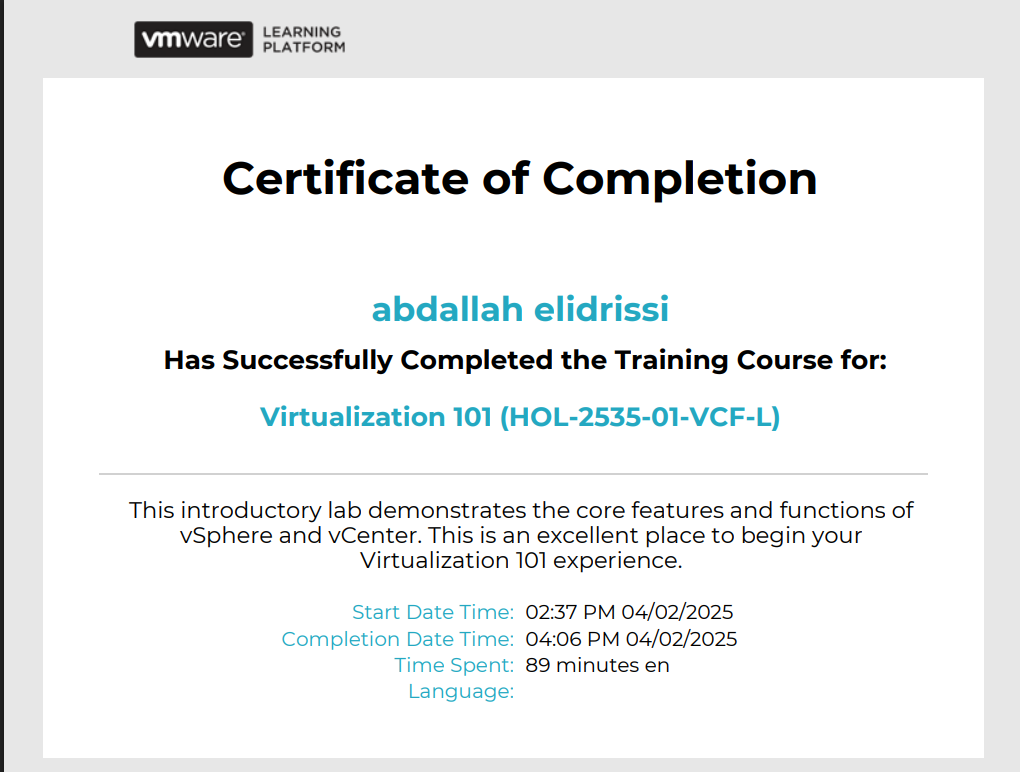 vmware® LEARNING
PLATFORM
Certificate of Completion
abdallah elidrissi
Has Successfully Completed the Training Course for:
Virtualization 101 (HOL-2535-01-VCF-L)
This introductory lab demonstrates the core features and functions of
vSphere and vCenter. This is an excellent place to begin your
Virtualization 101 experience.
Start Date Time: 02:37 PM 04/02/2025
Completion Date Time: 04:06 PM 04/02/2025
Time Spent: 89 minutes en
Language: